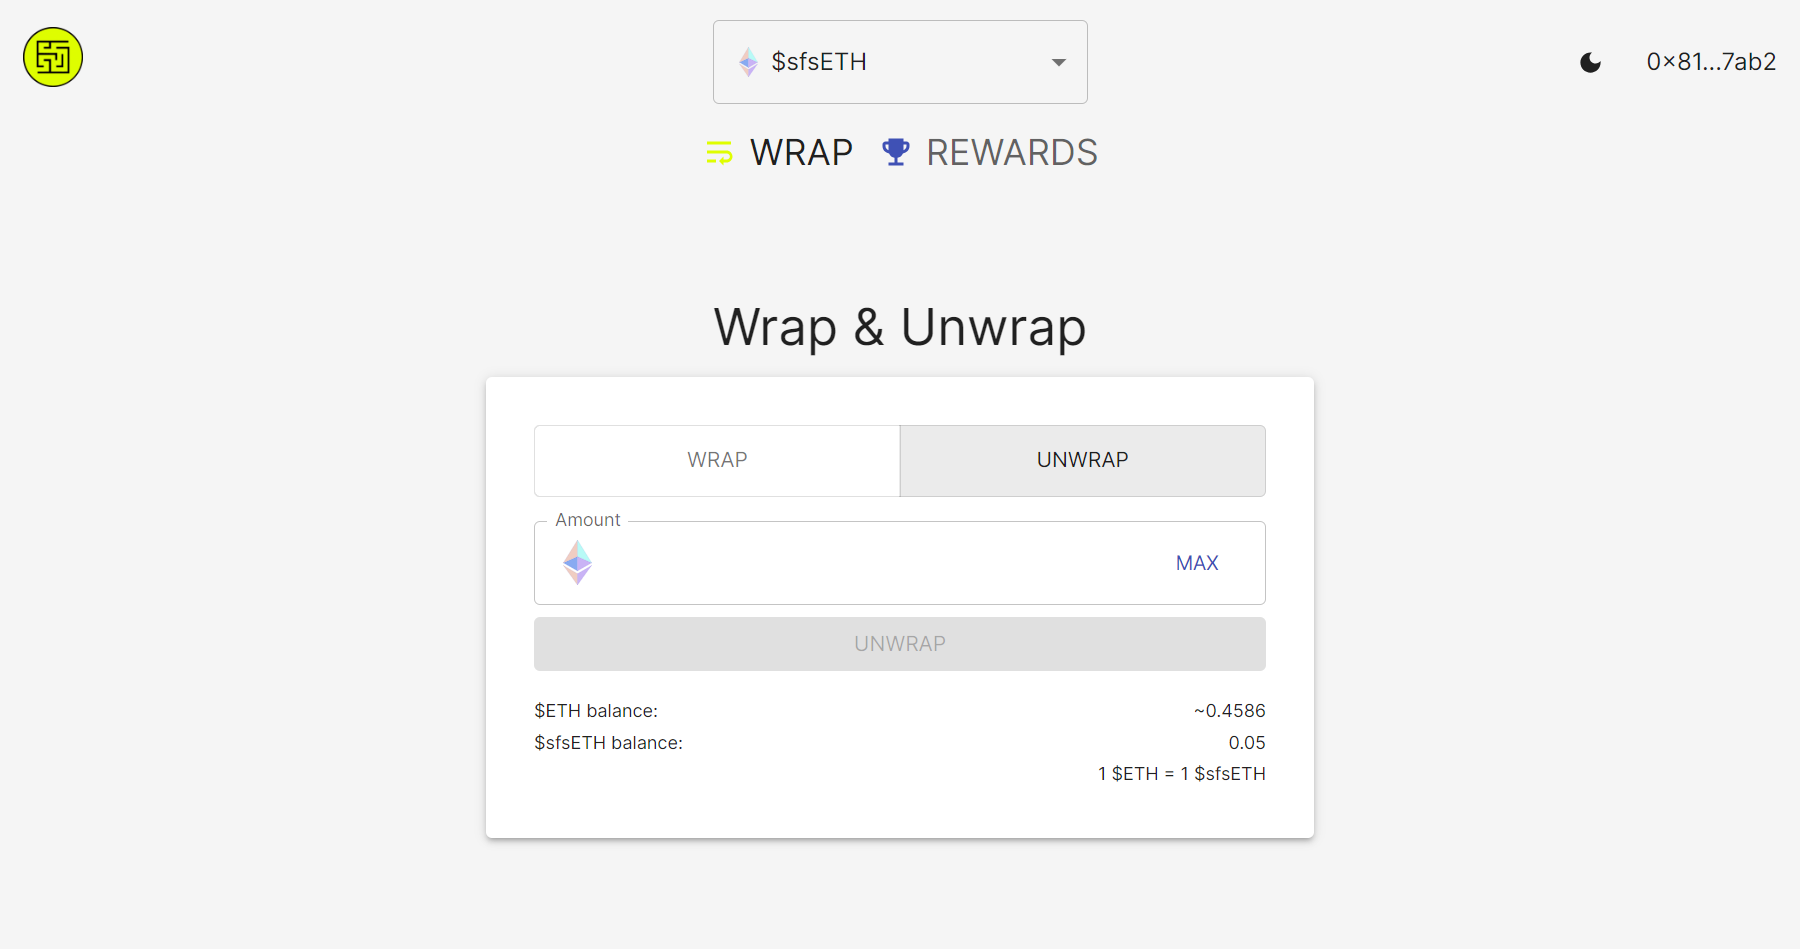 $sfsETH
0×81...7ab2
WRAP REWARDS
Wrap & Unwrap
WRAP UNWRAP
Amount
MAX
UNWRAP
$ETH balance: ~0.4586
$sfsETH balance: 0.05
1 $ETH = 1 $sfsETH